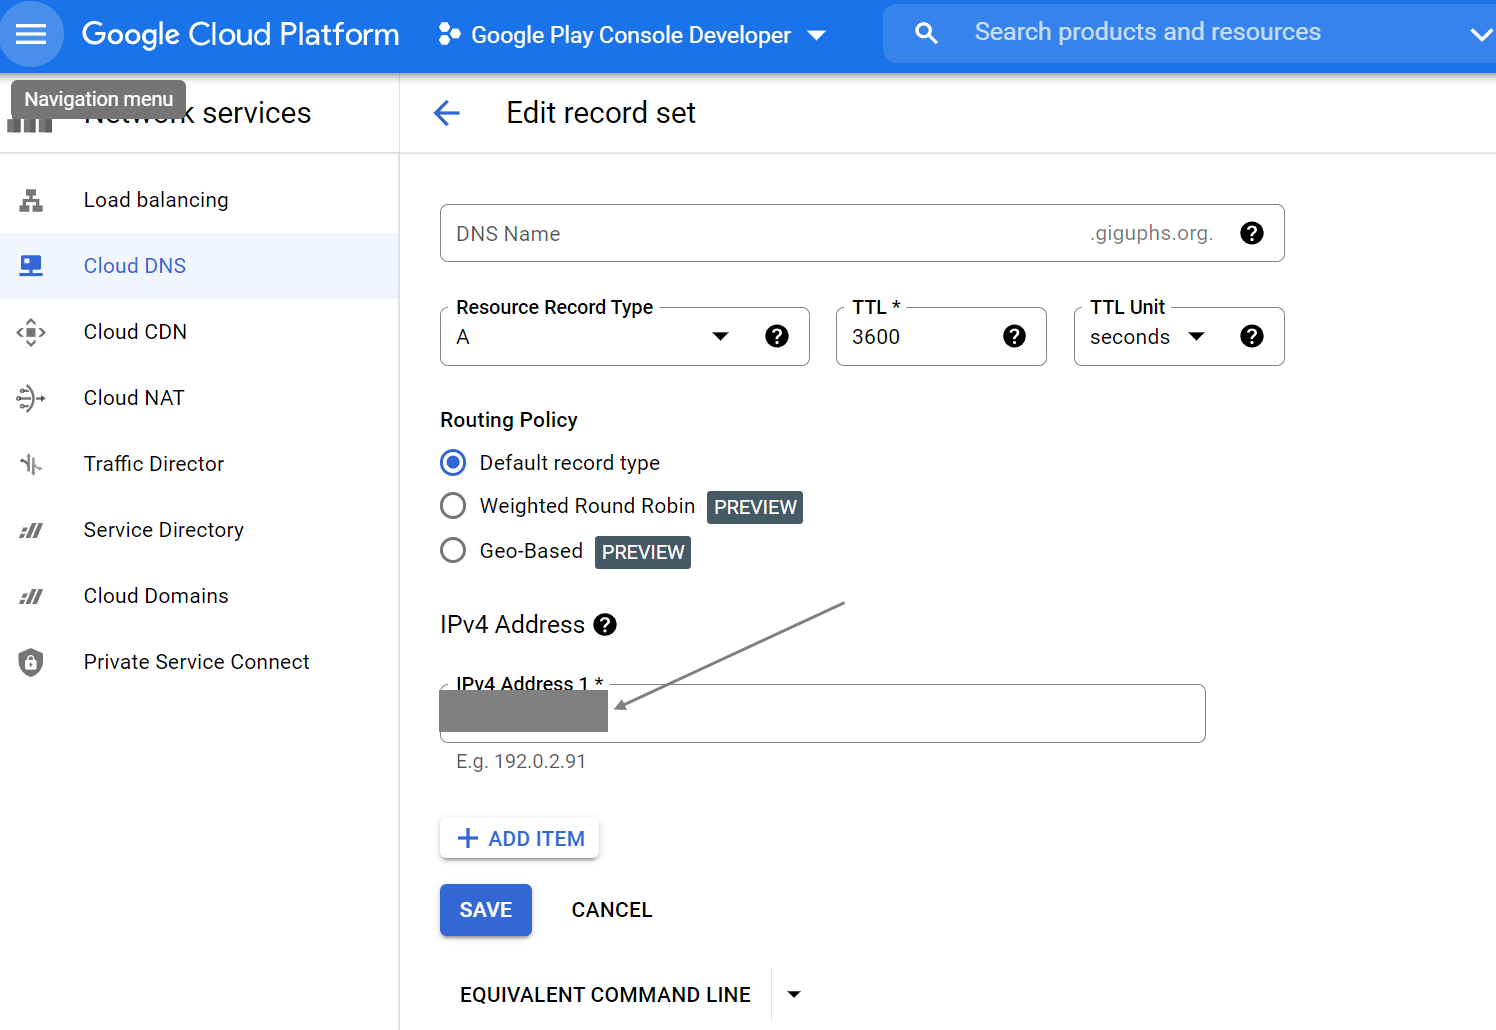 Google Cloud Platform
Google Play Console Developer
Search products and resources
Navigation menu
Network services
Edit record set
Load balancing
Cloud DNS
Cloud CDN
Cloud NAT
Traffic Director
Service Directory
Cloud Domains
Private Service Connect
DNS Name .giguphs.org.
Resource Record Type
A
TTL *
3600
TTL Unit
seconds
Routing Policy
Default record type
Weighted Round Robin PREVIEW
Geo-Based PREVIEW
IPv4 Address
IPv4 Address 1 *
E.g. 192.0.2.91
ADD ITEM
SAVE CANCEL
EQUIVALENT COMMAND LINE